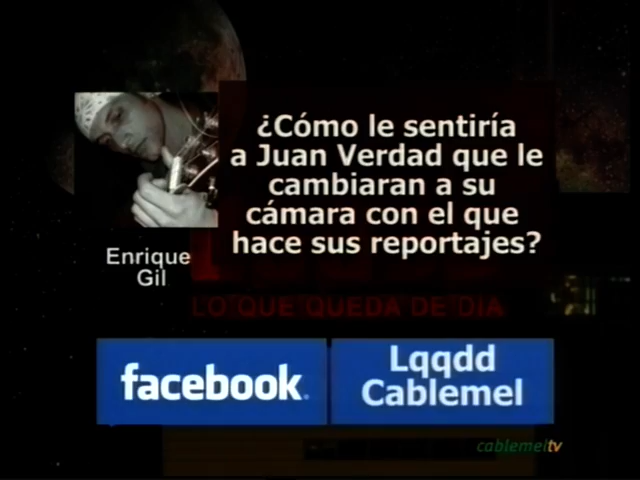 ¿Cómo le sentiría
a Juan Verdad que le
cambiaran a su
cámara con el que
hace sus reportajes?
Enrique
Gil
LO QUE QUEDA DE DIA
facebook.
Lqqdd
Cablemel
cablemeltv